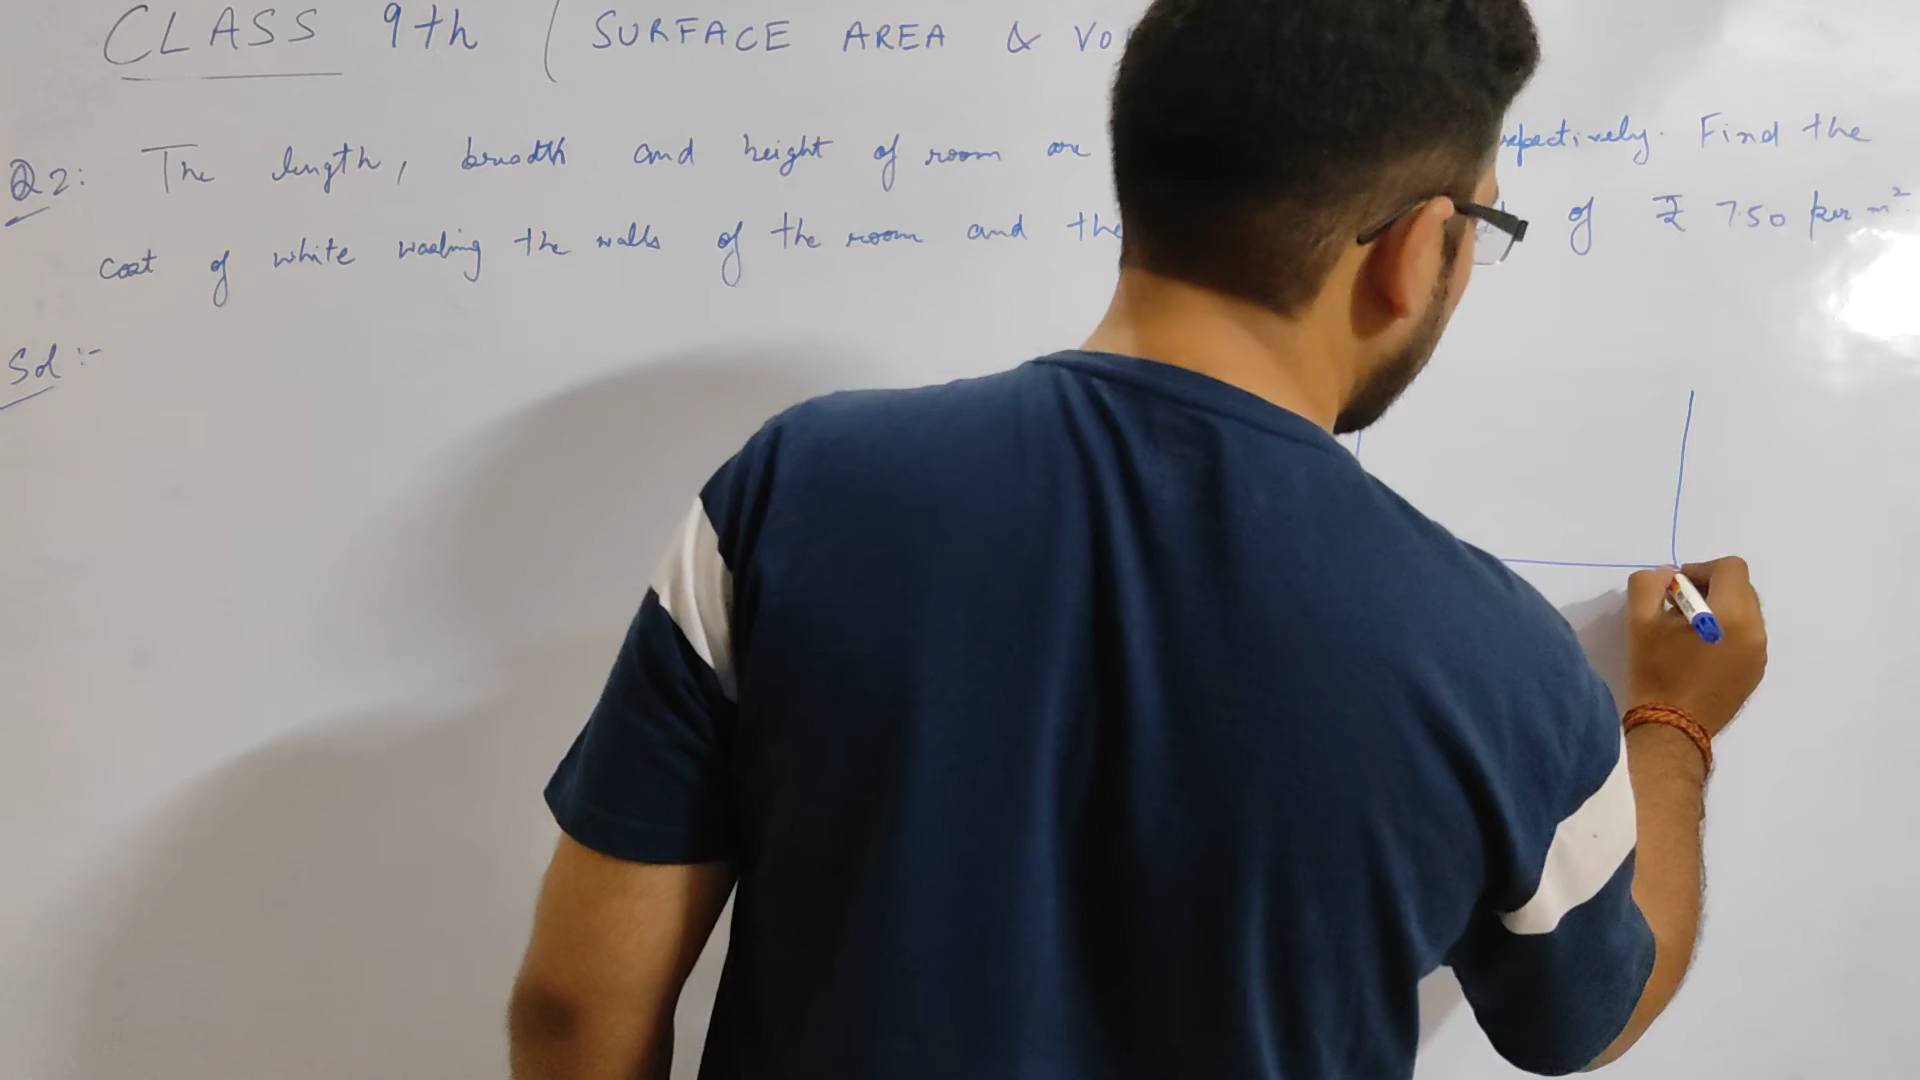 CLASS 9th ( SURFACE AREA & VO
Q2: The length, breadth and height of room are respectively. Find the
cost of white washing the walls of the room and the of ₹ 7.50 per m²
Sol :-